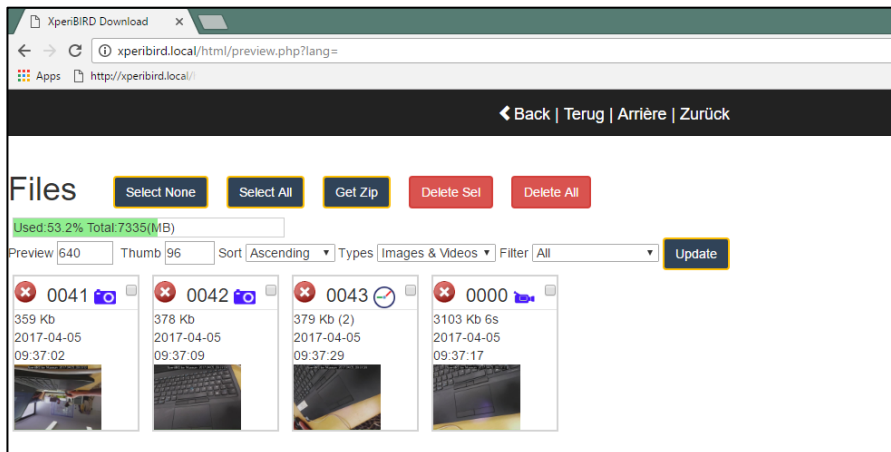 XperiBIRD Download
xperibird.local/html/preview.php?lang=
Apps http://xperibird.local/
Back | Terug | Arrière | Zurück
Files Select None Select All Get Zip Delete Sel Delete All
Used:53.2% Total:7335(MB)
Preview 640 Thumb 96 Sort Ascending Types Images & Videos Filter All Update
0041 0042 0043 0000
359 Kb 378 Kb 379 Kb (2) 3103 Kb 6s
2017-04-05 2017-04-05 2017-04-05 2017-04-05
09:37:02 09:37:09 09:37:29 09:37:17